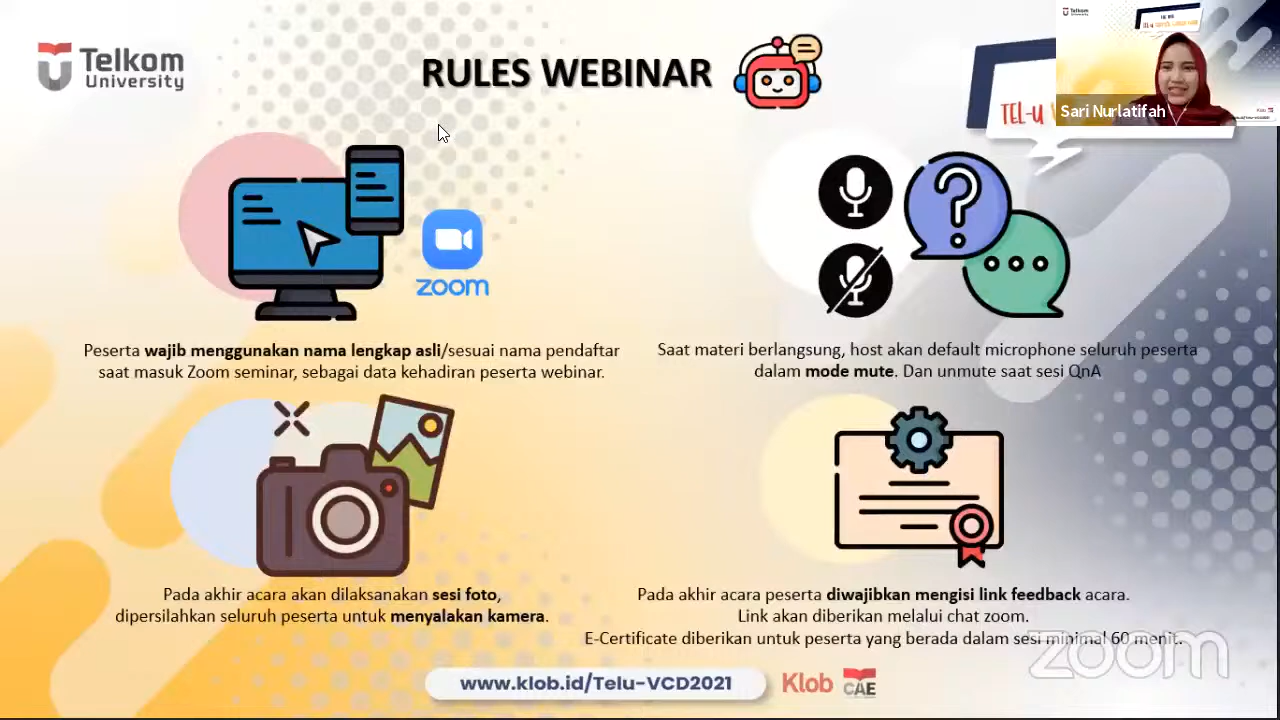 Telkom
University
RULES WEBINAR
TEL-U
Sari Nurlatifah
zoom
Peserta wajib menggunakan nama lengkap asli/sesuai nama pendaftar
saat masuk Zoom seminar, sebagai data kehadiran peserta webinar.
Saat materi berlangsung, host akan default microphone seluruh peserta
dalam mode mute. Dan unmute saat sesi QnA
Pada akhir acara akan dilaksanakan sesi foto,
dipersilahkan seluruh peserta untuk menyalakan kamera.
Pada akhir acara peserta diwajibkan mengisi link feedback acara.
Link akan diberikan melalui chat zoom.
E-Certificate diberikan untuk peserta yang berada dalam sesi minimal 60 menit.
zoom
www.klob.id/Telu-VCD2021
Klob CAE